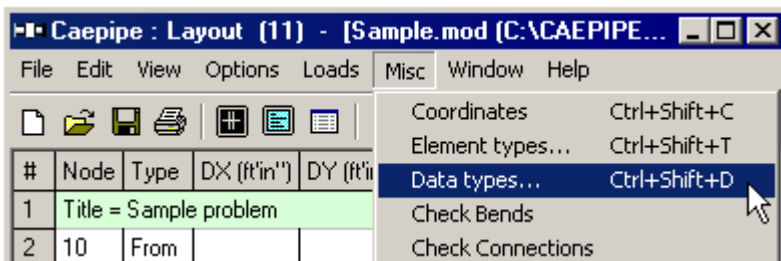 Caepipe : Layout (11) - [Sample.mod (C:\CAEPIPE...
File Edit View Options Loads Misc Window Help
Coordinates Ctrl+Shift+C
Element types... Ctrl+Shift+T
# Node Type DX (ft'in") DY (ft'i
Data types... Ctrl+Shift+D
1 Title = Sample problem
Check Bends
2 10 From
Check Connections